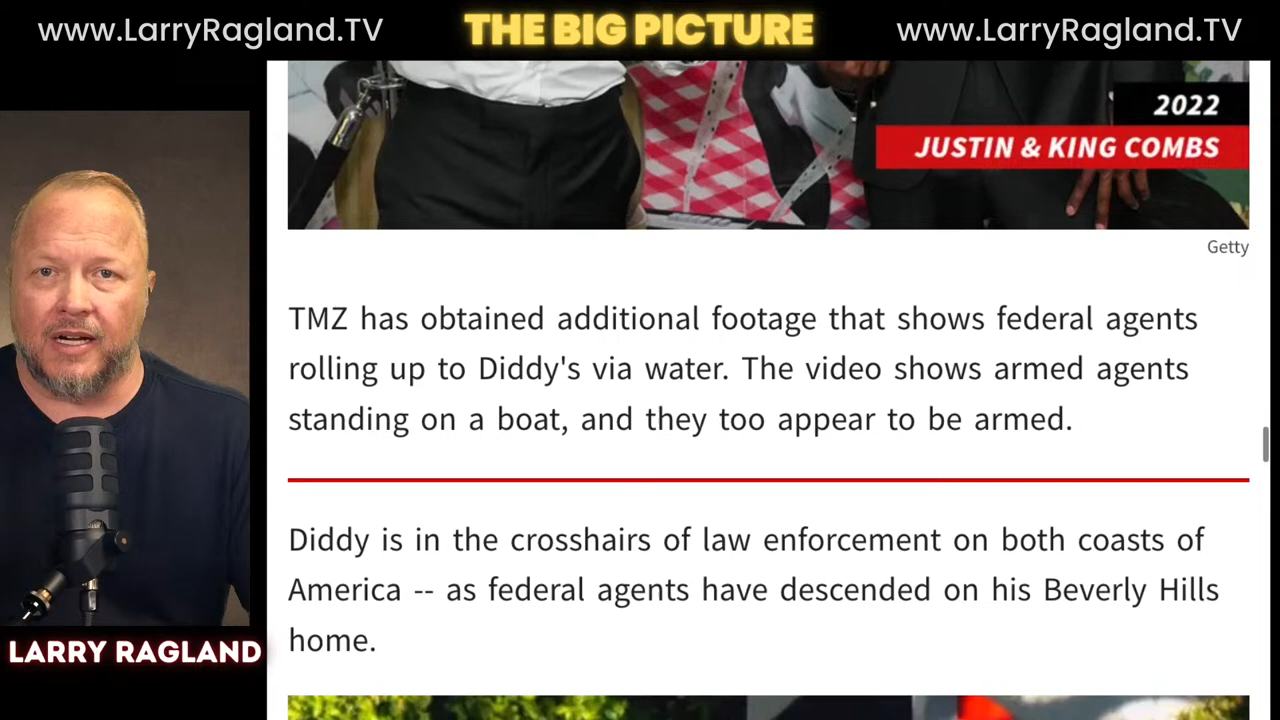 www.LarryRagland.TV
THE BIG PICTURE
www.LarryRagland.TV
2022
JUSTIN & KING COMBS
Getty
TMZ has obtained additional footage that shows federal agents
rolling up to Diddy's via water. The video shows armed agents
standing on a boat, and they too appear to be armed.
Diddy is in the crosshairs of law enforcement on both coasts of
America -- as federal agents have descended on his Beverly Hills
home.
LARRY RAGLAND